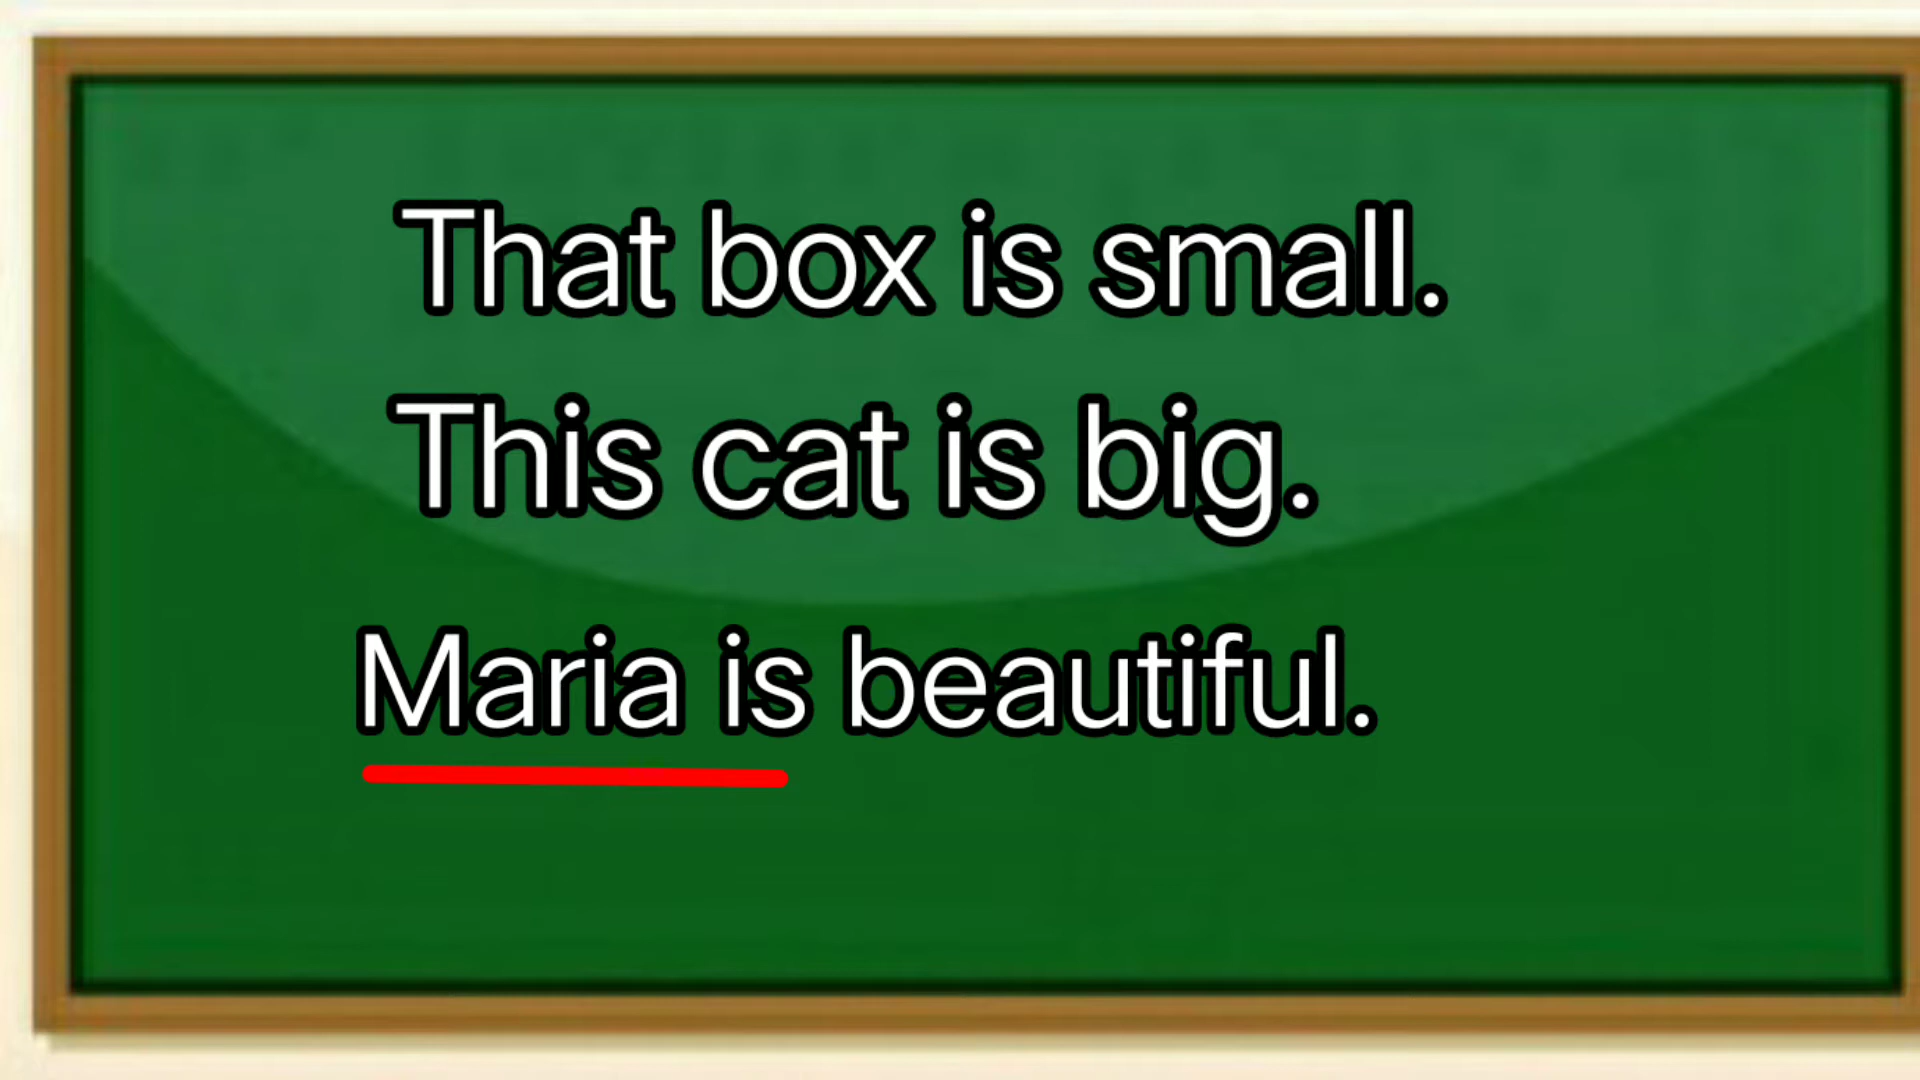 That box is small.
This cat is big.
Maria is beautiful.